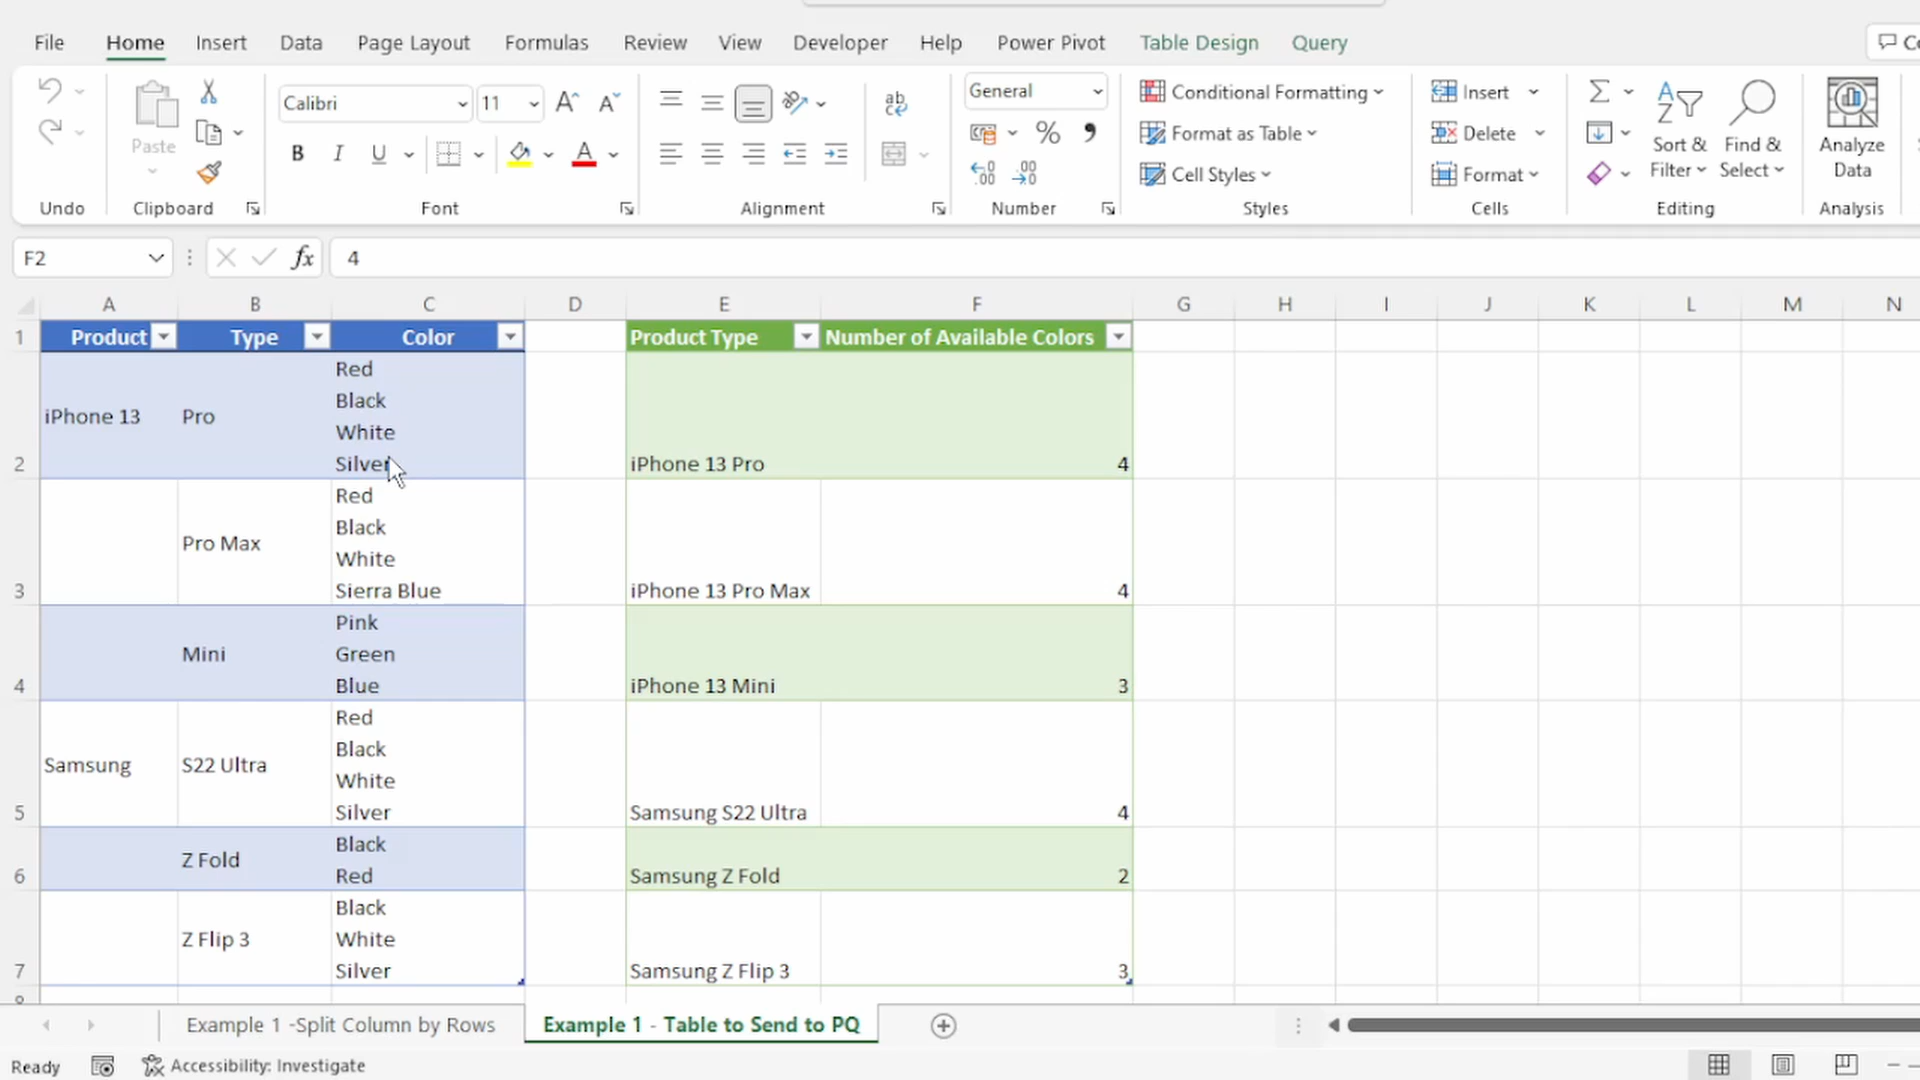 File Home Insert Data Page Layout Formulas Review View Developer Help Power Pivot Table Design Query
Paste
Undo
Clipboard
Calibri 11
B I U
Font
ab
Alignment
General
%
Number
Conditional Formatting
Format as Table
Cell Styles
Styles
Insert
Delete
Format
Cells
Sort & Filter
Find & Select
Editing
Analyze Data
Analysis
F2 fx 4
A B C D E F G H I J K L M N
1 Product Type Color Product Type Number of Available Colors
2 iPhone 13 Pro
Red
Black
White
Silver
iPhone 13 Pro 4
3 Pro Max
Red
Black
White
Sierra Blue
iPhone 13 Pro Max 4
4 Mini
Pink
Green
Blue
iPhone 13 Mini 3
5 Samsung S22 Ultra
Red
Black
White
Silver
Samsung S22 Ultra 4
6 Z Fold
Black
Red
Samsung Z Fold 2
7 Z Flip 3
Black
White
Silver
Samsung Z Flip 3 3
Example 1 -Split Column by Rows Example 1 - Table to Send to PQ
Ready Accessibility: Investigate